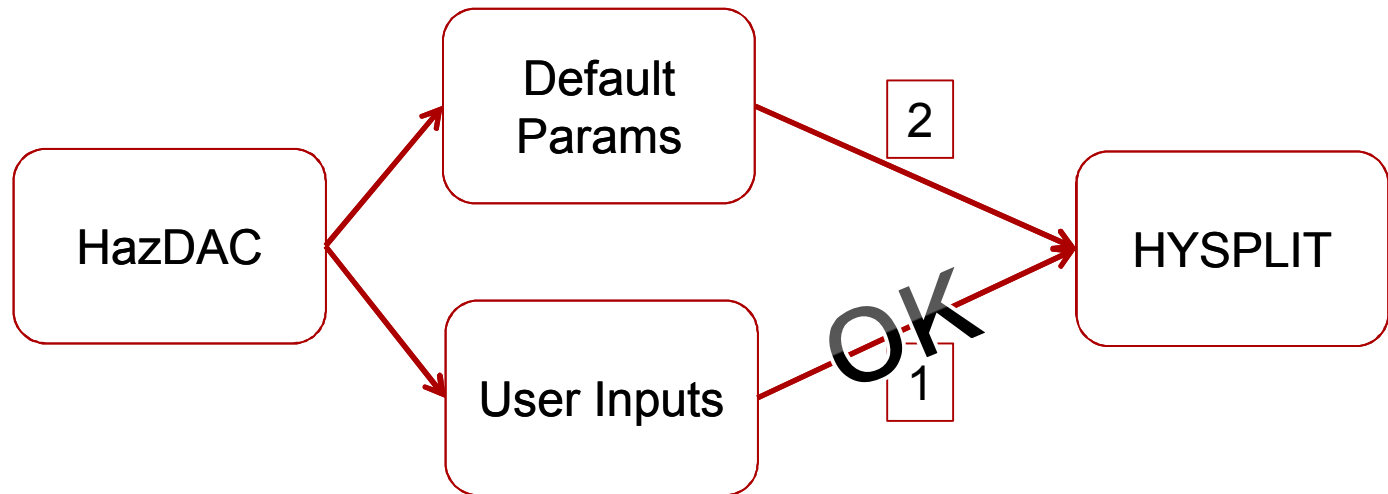 Default
Params
2
HazDAC
HYSPLIT
OK
1
User Inputs